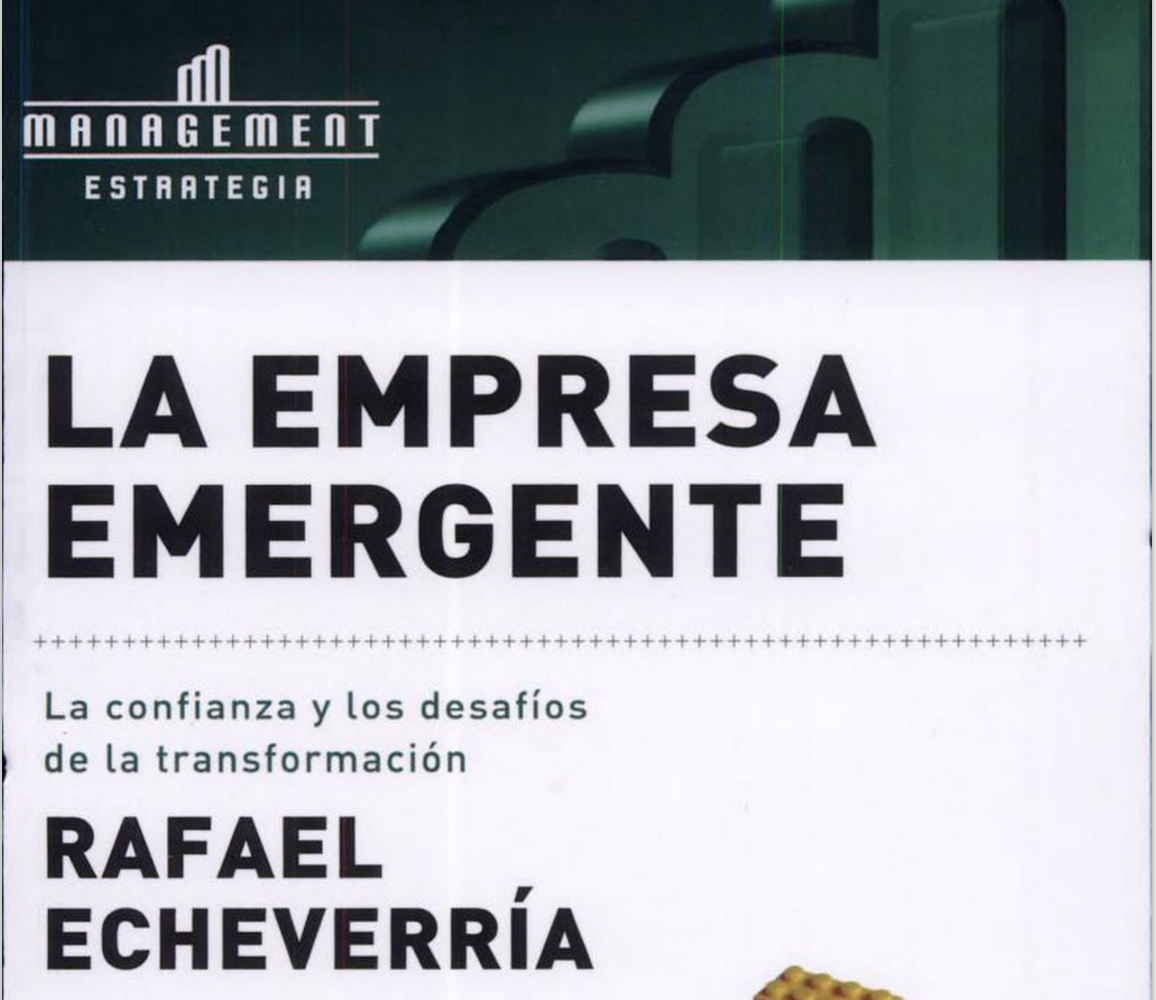 MANAGEMENT
ESTRATEGIA
LA EMPRESA
EMERGENTE
La confianza y los desafíos
de la transformación
RAFAEL
ECHEVERRÍA